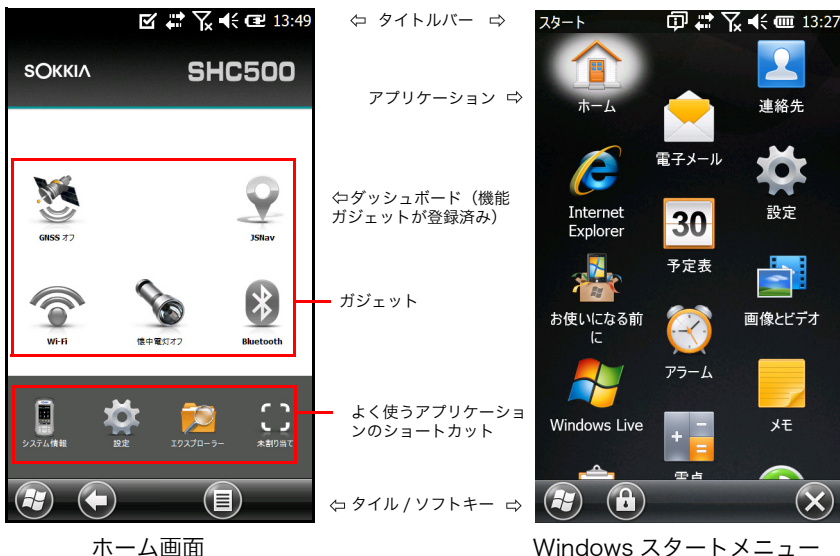 13:49
SOKKIA
SHC500
GNSS オフ
JSNav
Wi-Fi
懐中電灯オフ
Bluetooth
システム情報
設定
エクスプローラー
未割り当て
ホーム画面
⇦ タイトルバー ⇨
アプリケーション ⇨
⇦ダッシュボード（機能
ガジェットが登録済み）
ガジェット
よく使うアプリケーショ
ンのショートカット
⇦ タイル / ソフトキー ⇨
スタート
13:27
ホーム
電子メール
連絡先
Internet
Explorer
30
予定表
設定
お使いになる前
に
アラーム
画像とビデオ
Windows Live
メモ
Windows スタートメニュー